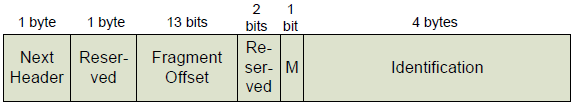 1 byte 1 byte 13 bits 2 bits 1 bit 4 bytes
Next Header
Reser-
ved
Fragment
Offset
Re-
ser-
ved
M
Identification